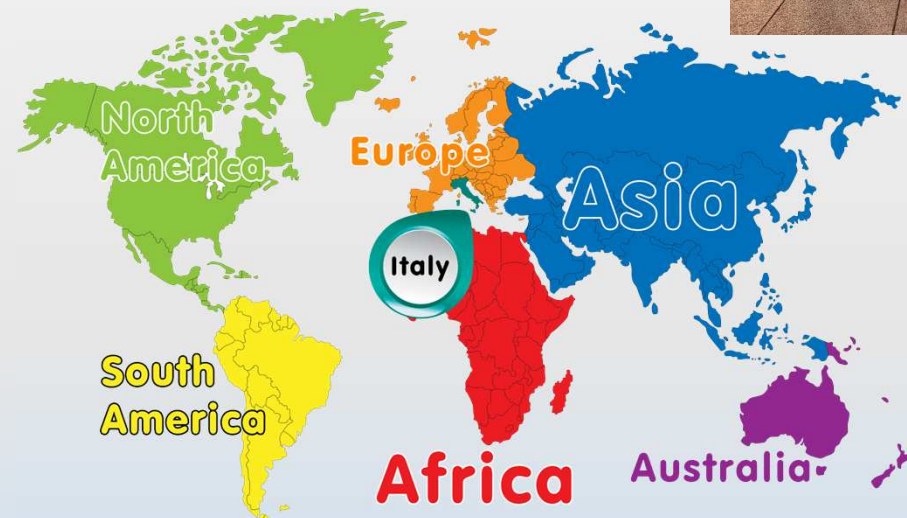 North
America
Europe
Asia
Italy
South
America
Africa
Australia